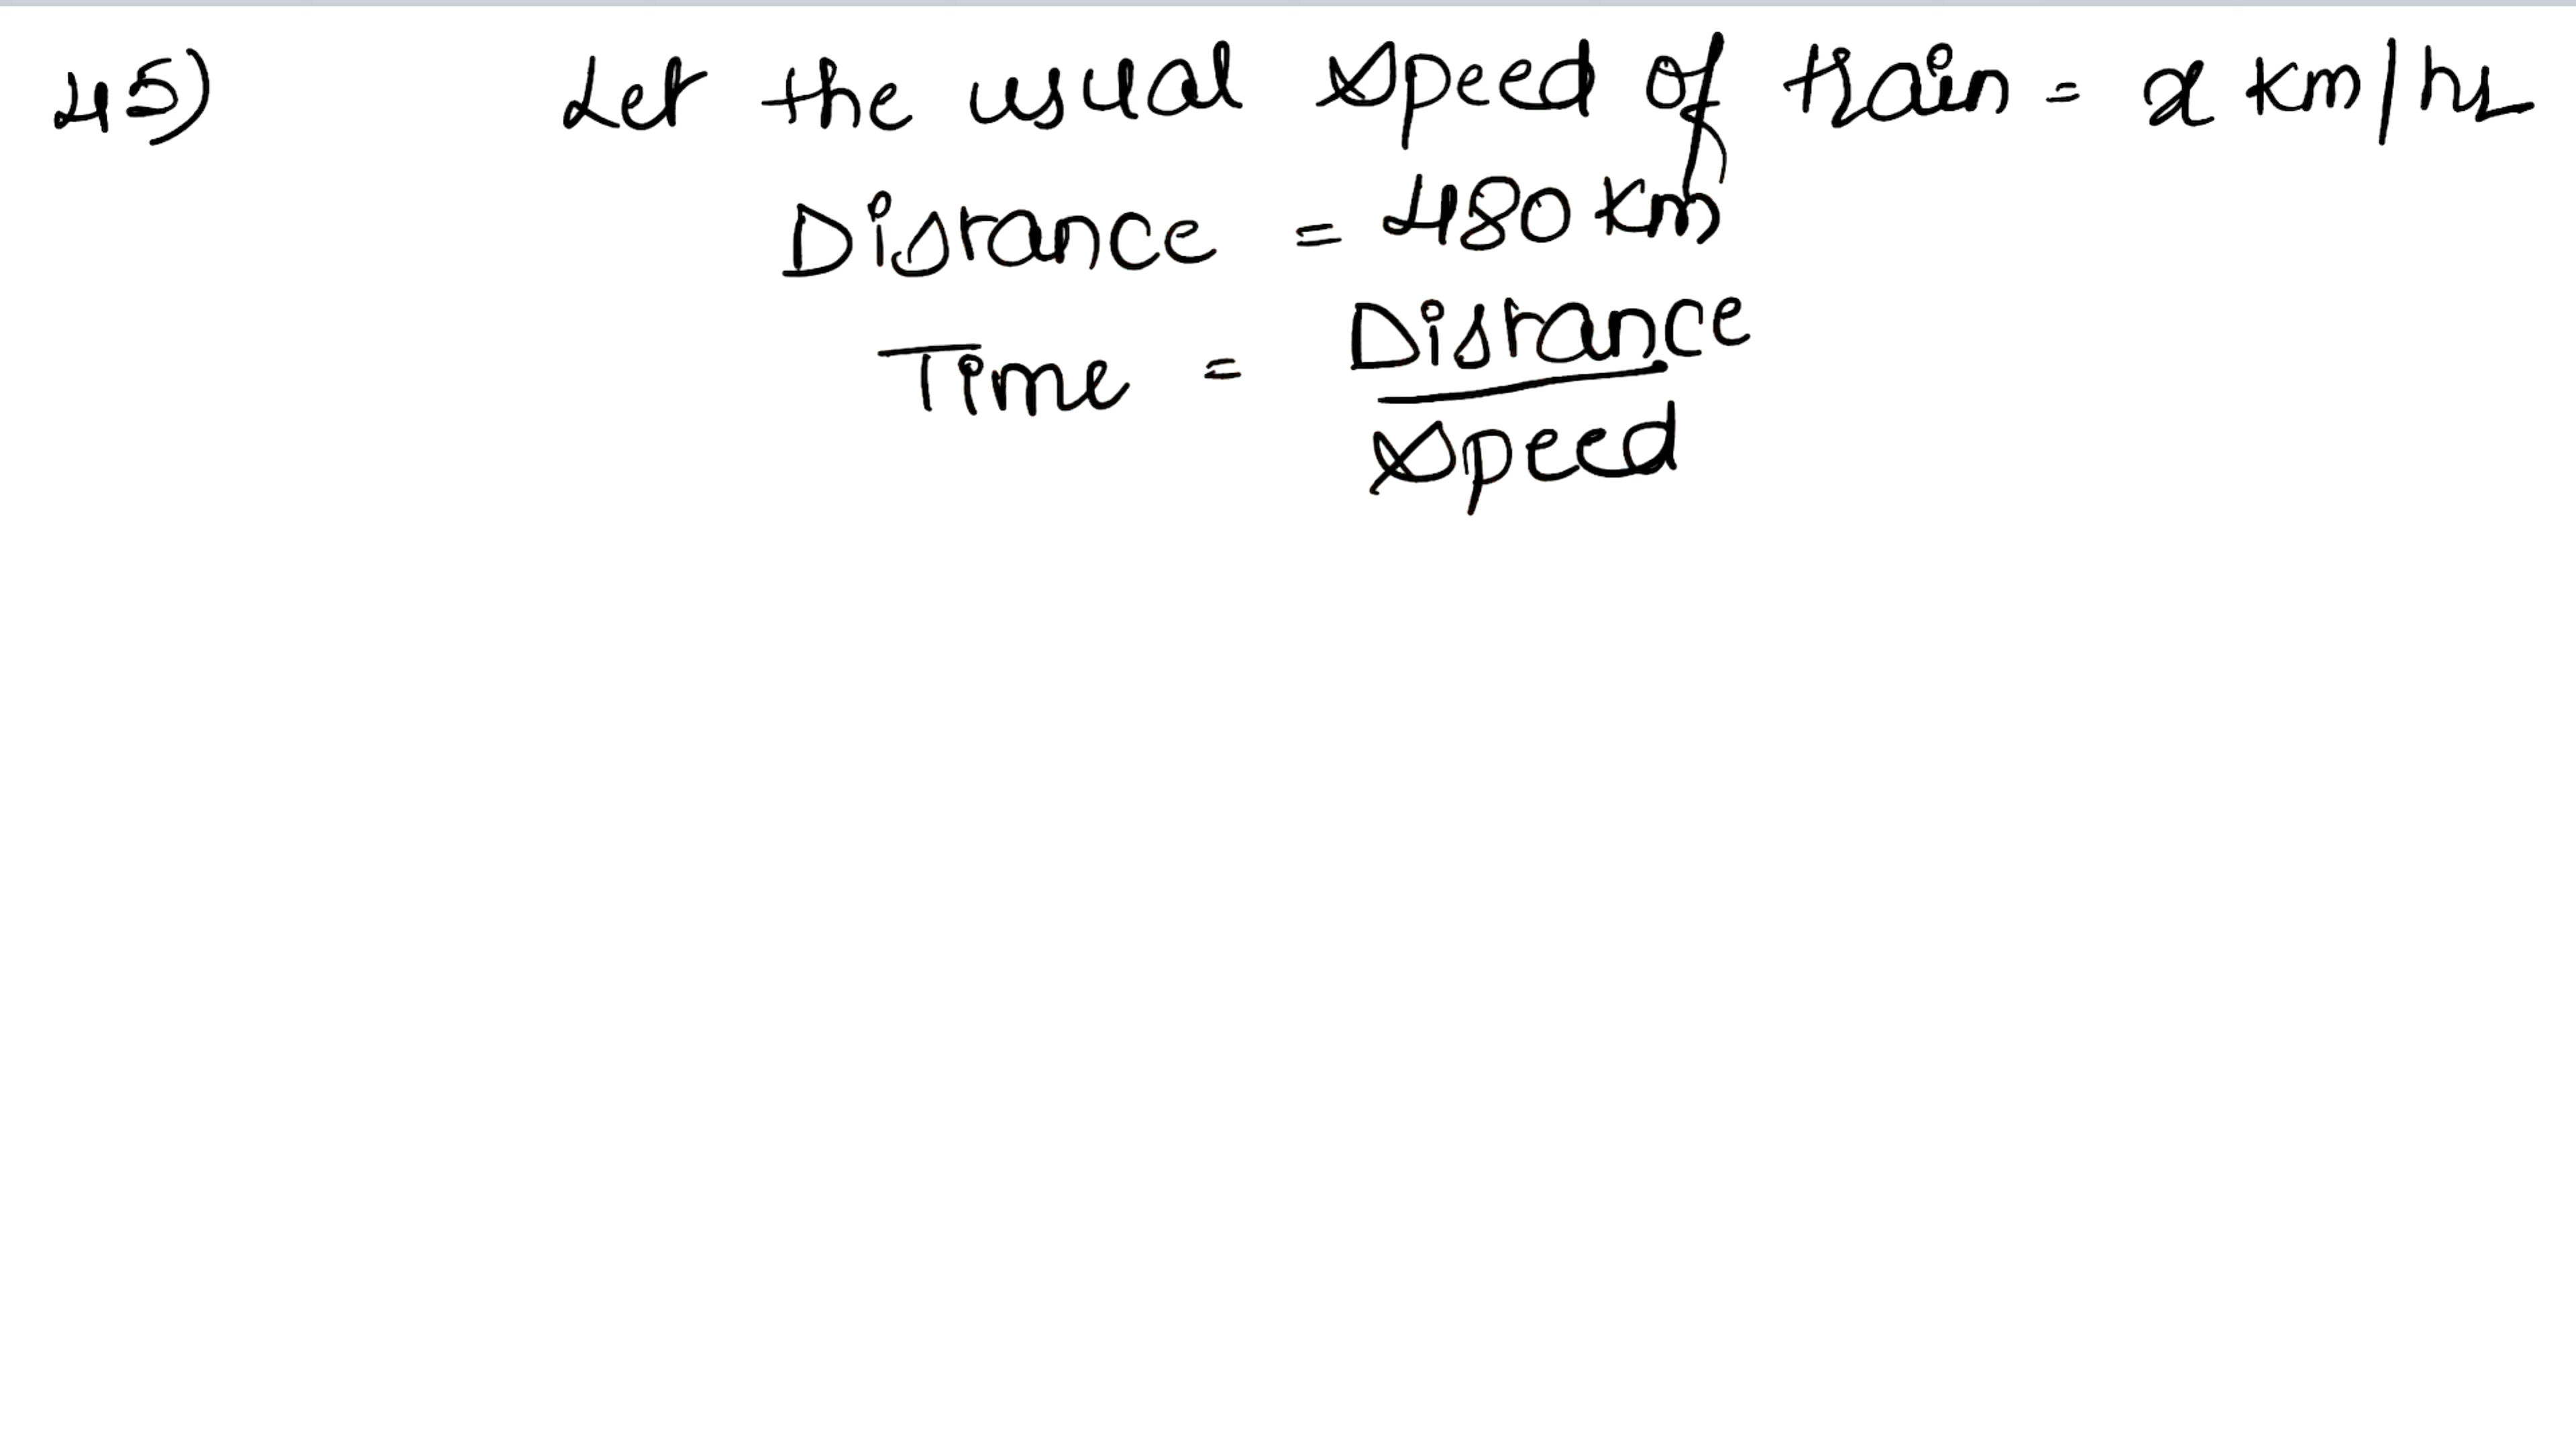 45) Let the usual speed of train = x km/hr
Distance = 480 km
Time = Distance
Speed